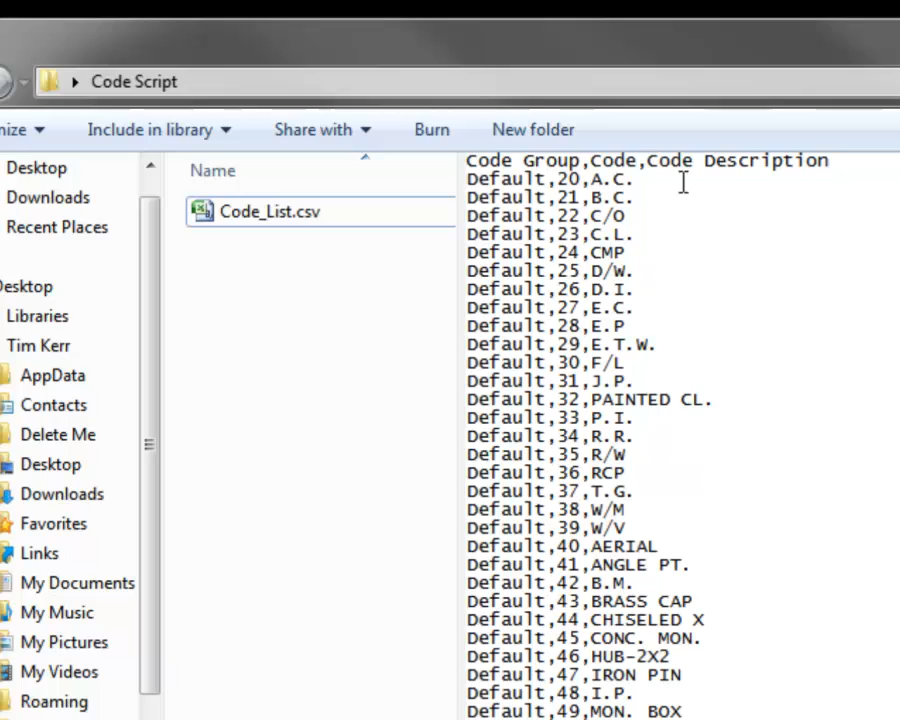 Code Script
nize
Include in library
Share with
Burn
New folder
Desktop
Downloads
Recent Places
Desktop
Libraries
Tim Kerr
AppData
Contacts
Delete Me
Desktop
Downloads
Favorites
Links
My Documents
My Music
My Pictures
My Videos
Roaming
Name
Code_List.csv
Code Group,Code,Code Description
Default,20,A.C.
Default,21,B.C.
Default,22,C/O
Default,23,C.L.
Default,24,CMP
Default,25,D/W.
Default,26,D.I.
Default,27,E.C.
Default,28,E.P
Default,29,E.T.W.
Default,30,F/L
Default,31,J.P.
Default,32,PAINTED CL.
Default,33,P.I.
Default,34,R.R.
Default,35,R/W
Default,36,RCP
Default,37,T.G.
Default,38,W/M
Default,39,W/V
Default,40,AERIAL
Default,41,ANGLE PT.
Default,42,B.M.
Default,43,BRASS CAP
Default,44,CHISELED X
Default,45,CONC. MON.
Default,46,HUB-2X2
Default,47,IRON PIN
Default,48,I.P.
Default,49,MON. BOX